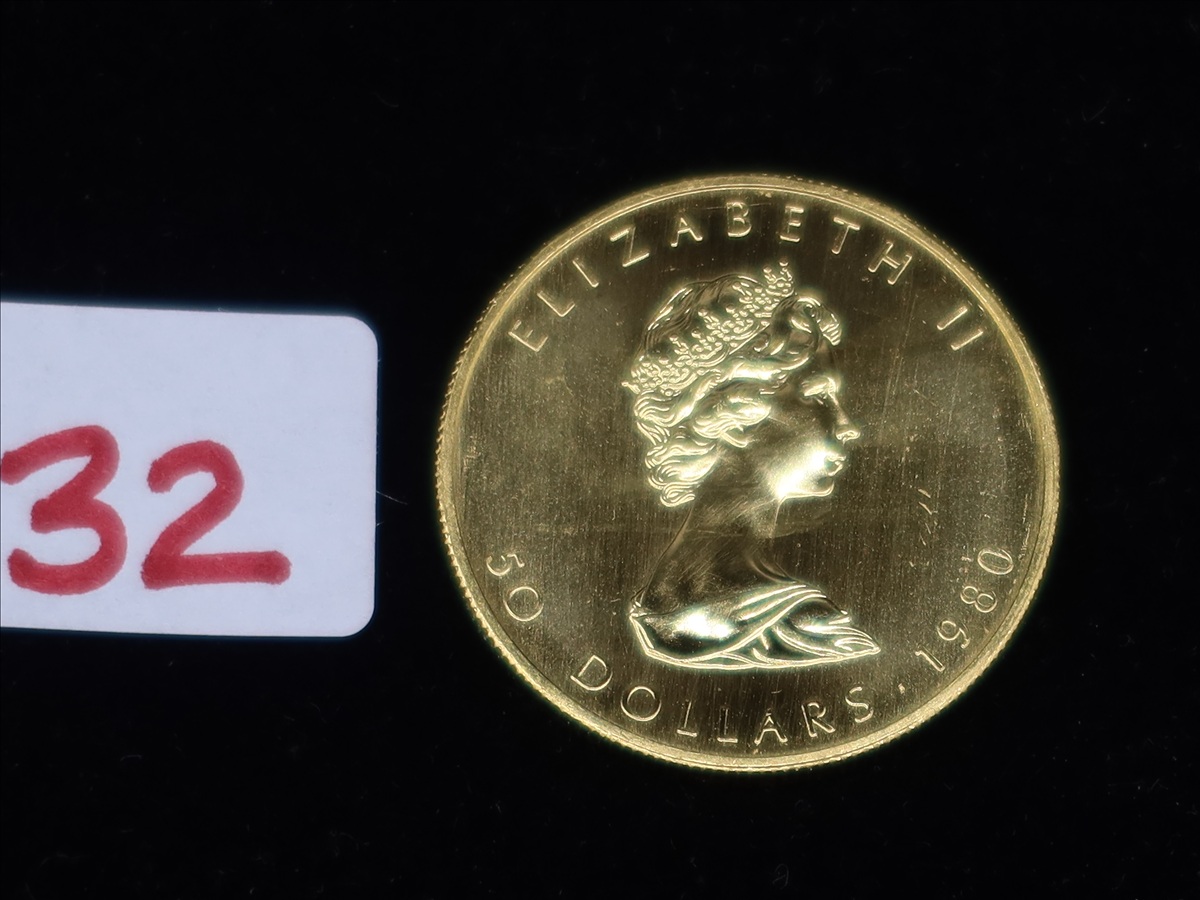 32
ELIZABETH II
50 DOLLARS · 1980